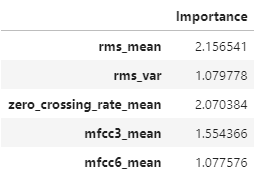 Importance
rms_mean 2.156541
rms_var 1.079778
zero_crossing_rate_mean 2.070384
mfcc3_mean 1.554366
mfcc6_mean 1.077576